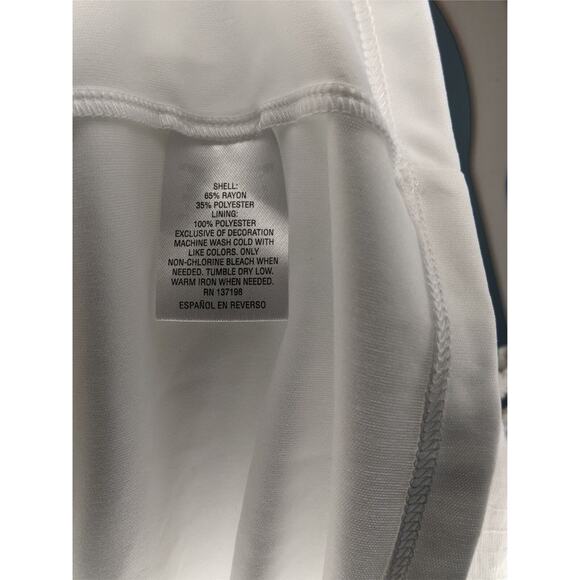 SHELL:
65% RAYON
35% POLYESTER
LINING:
100% POLYESTER
EXCLUSIVE OF DECORATION
MACHINE WASH COLD WITH
LIKE COLORS. ONLY
NON-CHLORINE BLEACH WHEN
NEEDED. TUMBLE DRY LOW.
WARM IRON WHEN NEEDED.
RN 137198
ESPAÑOL EN REVERSO